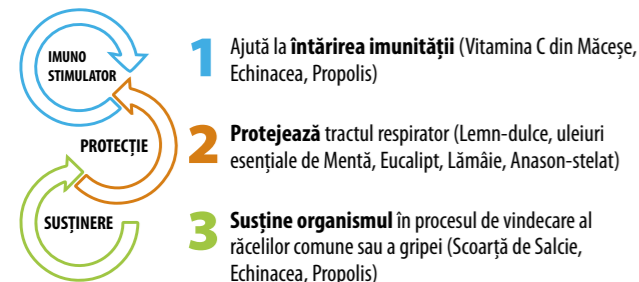 IMUNO
STIMULATOR
1
Ajută la întărirea imunității (Vitamina C din Măceșe,
Echinacea, Propolis)
PROTECȚIE
2
Protejează tractul respirator (Lemn-dulce, uleiuri
esențiale de Mentă, Eucalipt, Lămâie, Anason-stelat)
SUSȚINERE
3
Susține organismul în procesul de vindecare al
răcelilor comune sau a gripei (Scoarță de Salcie,
Echinacea, Propolis)